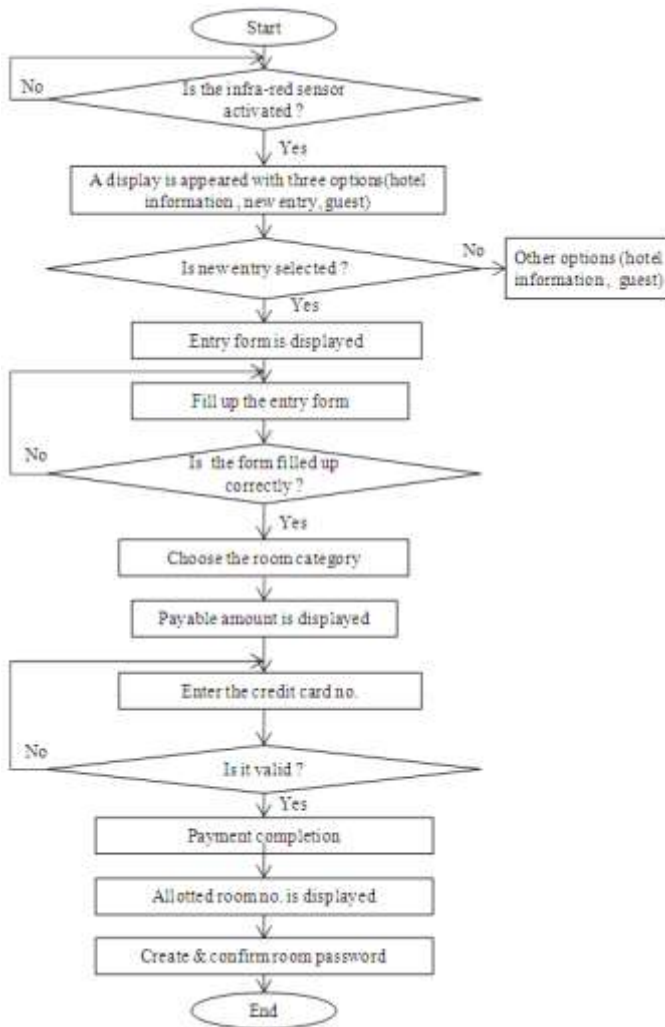 Start
No
Is the infra-red sensor
activated ?
Yes
A display is appeared with three options(hotel
information , new entry, guest)
Is new entry selected ?
No
Other options (hotel
information , guest)
Yes
Entry form is displayed
Fill up the entry form
No
Is the form filled up
correctly ?
Yes
Choose the room category
Payable amount is displayed
Enter the credit card no.
No
Is it valid ?
Yes
Payment completion
Allotted room no. is displayed
Create & confirm room password
End